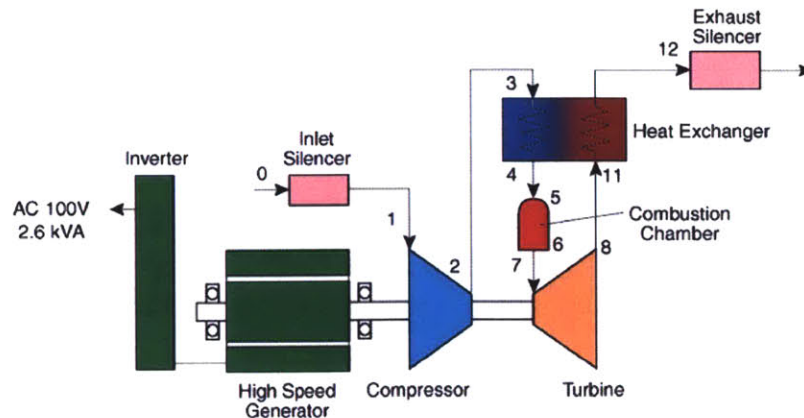 Exhaust
Silencer
12
3
Heat Exchanger
Inlet
Silencer
Inverter
0
4
11
5
AC 100V
2.6 kVA
Combustion
Chamber
1
6
2
7
8
High Speed
Generator
Compressor
Turbine